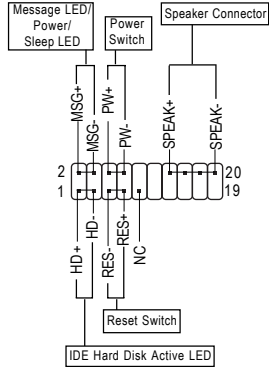 Message LED/
Power/
Sleep LED
Power
Switch
Speaker Connector
MSG+
MSG-
PW+
PW-
SPEAK+
SPEAK-
2
20
1
19
HD+
HD-
RES-
RES+
NC
Reset Switch
IDE Hard Disk Active LED